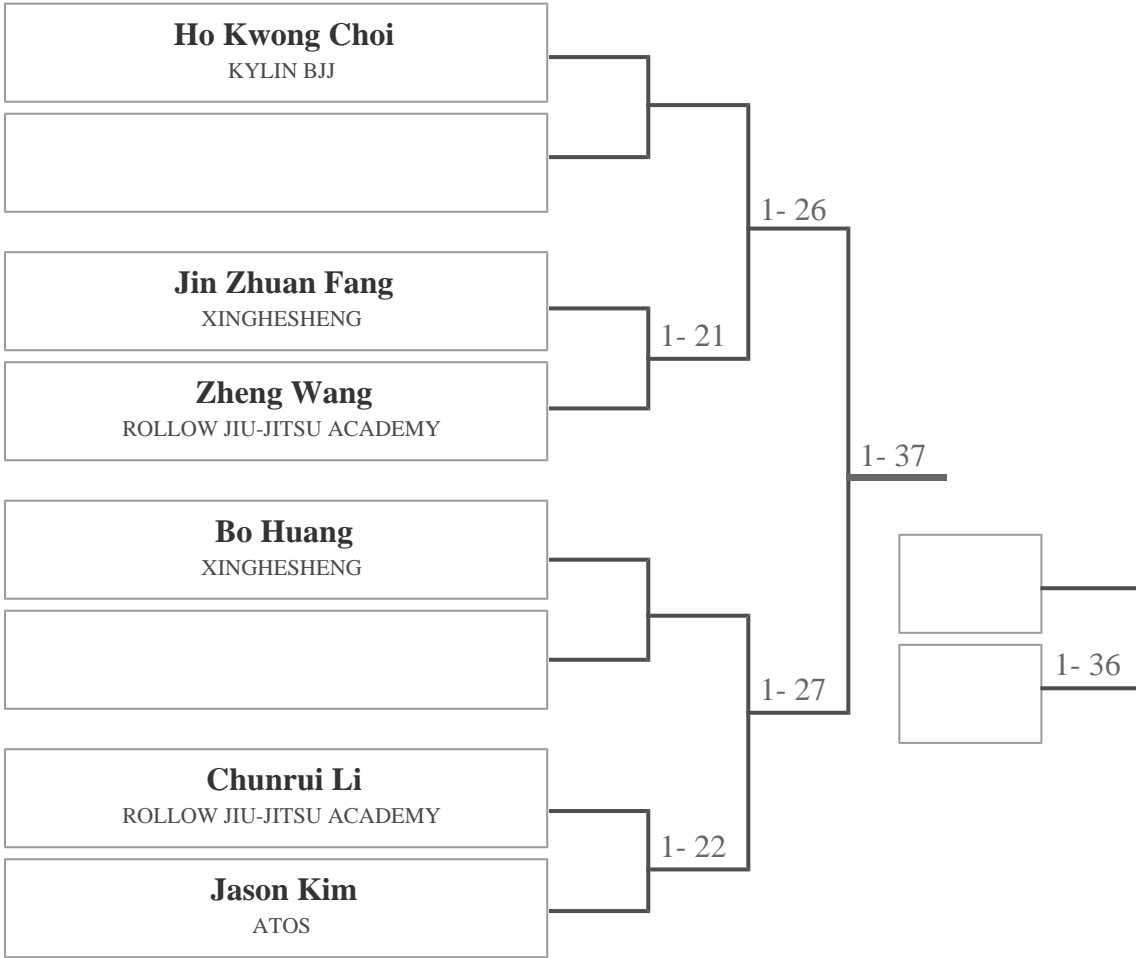 Ho Kwong Choi
KYLIN BJJ
1- 26
Jin Zhuan Fang
XINGHESHENG
1- 21
Zheng Wang
ROLLOW JIU-JITSU ACADEMY
1- 37
Bo Huang
XINGHESHENG
1- 36
1- 27
Chunrui Li
ROLLOW JIU-JITSU ACADEMY
1- 22
Jason Kim
ATOS